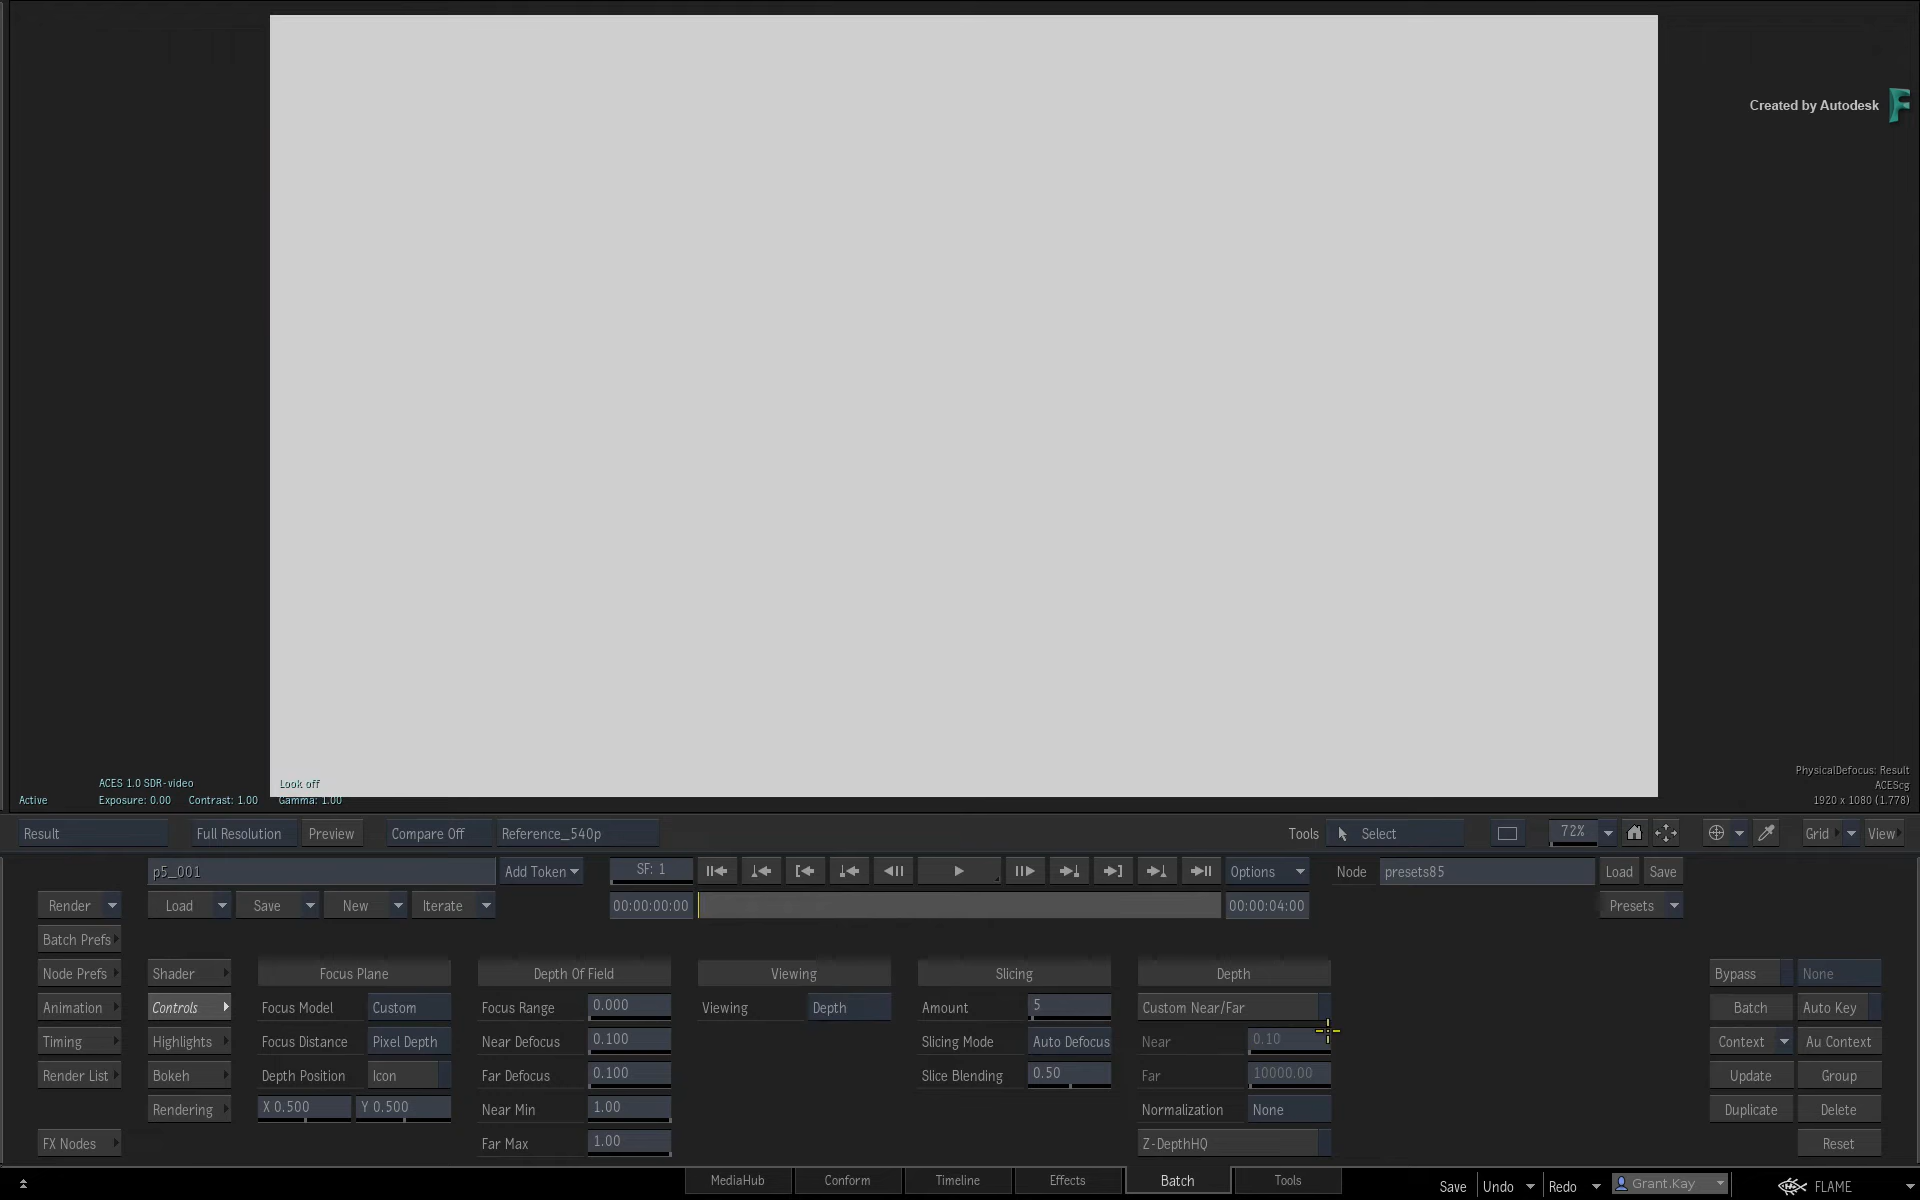 Created by Autodesk
ACES 1.0 SDR-video
Look off
Active
Exposure: 0.00
Contrast: 1.00
Gamma: 1.00
PhysicalDefocus: Result
ACEScg
1920 x 1080 (1.778)
Result
Full Resolution
Preview
Compare Off
Reference_540p
Tools
Select
72%
Grid
View
p5_001
Add Token
SF: 1
Options
Node
presets85
Load
Save
Render
Load
Save
New
Iterate
00:00:00:00
00:00:04:00
Presets
Batch Prefs
Node Prefs
Shader
Focus Plane
Depth Of Field
Viewing
Slicing
Depth
Bypass
None
Animation
Controls
Focus Model
Custom
Focus Range
0.000
Viewing
Depth
Amount
5
Custom Near/Far
Batch
Auto Key
Timing
Highlights
Focus Distance
Pixel Depth
Near Defocus
0.100
Slicing Mode
Auto Defocus
Near
0.10
Context
Au Context
Render List
Bokeh
Depth Position
Icon
Far Defocus
0.100
Slice Blending
0.50
Far
10000.00
Update
Group
Rendering
X 0.500
Y 0.500
Near Min
1.00
Normalization
None
Duplicate
Delete
FX Nodes
Far Max
1.00
Z-DepthHQ
Reset
MediaHub
Conform
Timeline
Effects
Batch
Tools
Save
Undo
Redo
Grant.Kay
FLAME